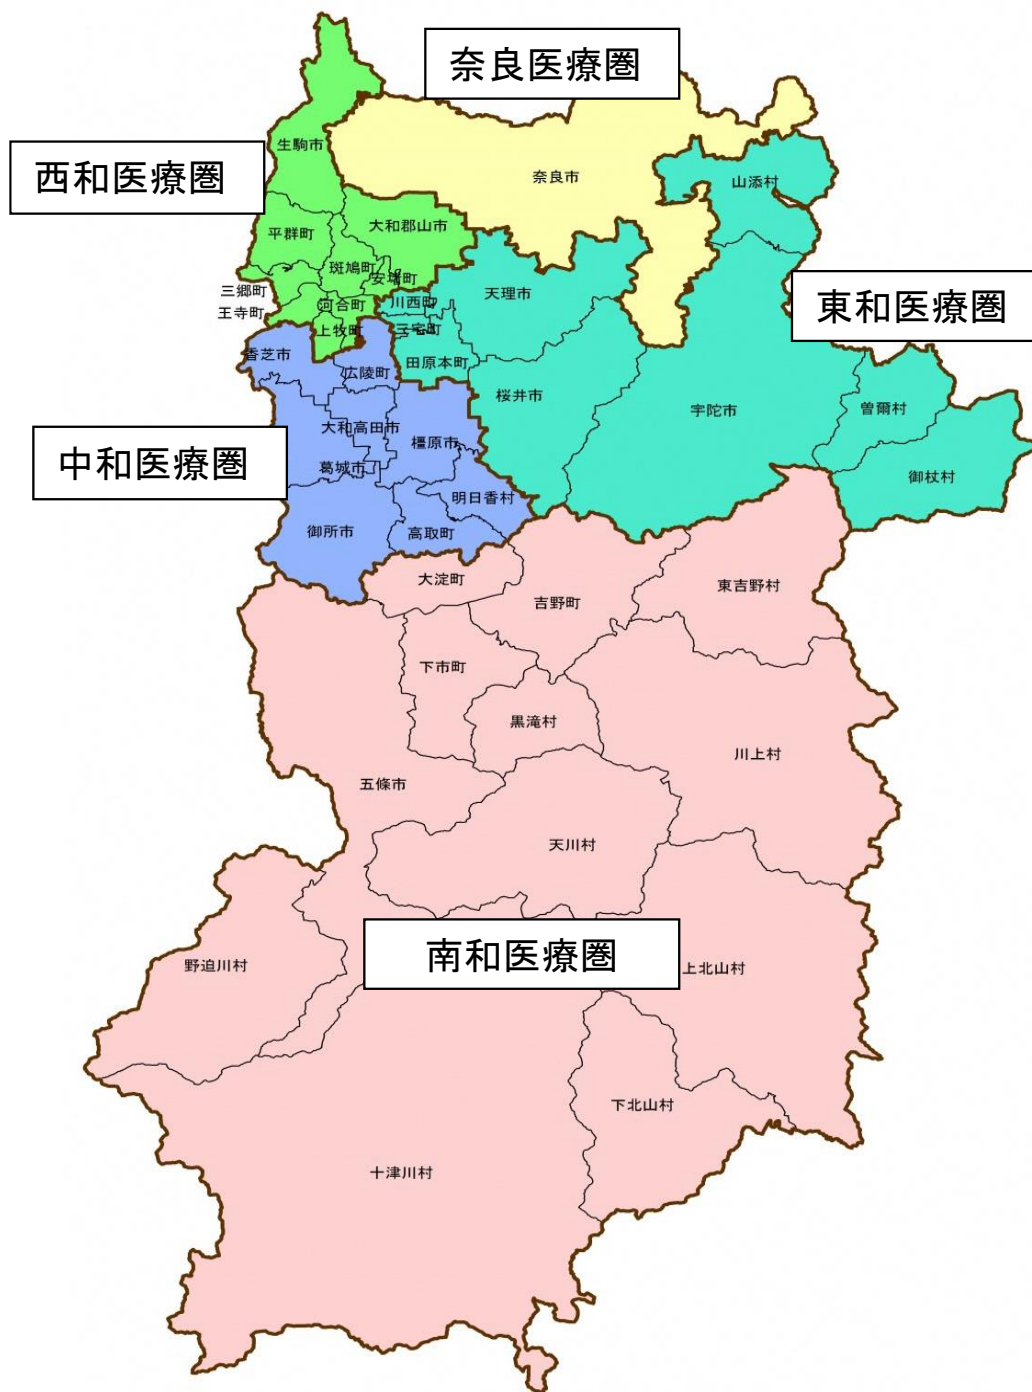 奈良医療圏
生駒市
西和医療圏
奈良市
山添村
平群町
大和郡山市
斑鳩町
安堵町
三郷町
王寺町
河合町
川西町
天理市
東和医療圏
上牧町
三宅町
香芝市
広陵町
田原本町
桜井市
宇陀市
曽爾村
大和高田市
橿原市
中和医療圏
葛城市
御杖村
明日香村
御所市
高取町
大淀町
吉野町
東吉野村
下市町
黒滝村
川上村
五條市
天川村
南和医療圏
野迫川村
上北山村
下北山村
十津川村